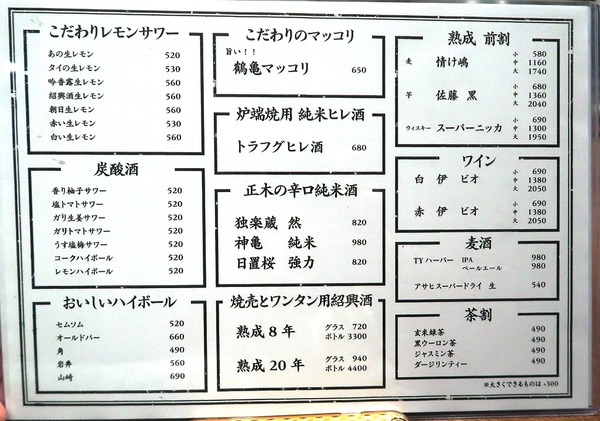 こだわりレモンサワー
あの生レモン 520
タイの生レモン 530
吟香露生レモン 560
紹興酒生レモン 560
朝日生レモン 560
赤い生レモン 530
白い生レモン 560
炭酸酒
香り柚子サワー 520
塩トマトサワー 520
ガリ生姜サワー 520
ガリトマトサワー 520
うす塩梅サワー 520
コークハイボール 520
レモンハイボール 560
おいしいハイボール
セムソム 520
オールドパー 660
角 490
岩井 560
山崎 690
こだわりのマッコリ
旨い!!
鶴亀マッコリ 650
炉端焼用 純米ヒレ酒
トラフグヒレ酒 680
正木の辛口純米酒
独楽蔵 然 820
神亀 純米 980
日置桜 強力 820
焼売とワンタン用紹興酒
熟成8年 グラス 720
ボトル 3300
熟成20年 グラス 940
ボトル 4400
熟成 前割
麦 情け嶋 小 580
中 1160
大 1740
芋 佐藤 黒 小 680
中 1360
大 2040
ウィスキー スーパーニッカ 小 690
中 1300
大 1950
ワイン
白 伊 ビオ 小 690
中 1380
大 2050
赤 伊 ビオ 小 690
中 1380
大 2050
麦酒
TYハーバー IPA 980
ペールエール 980
アサヒスーパードライ 生 540
茶割
玄米緑茶 490
黒ウーロン茶 490
ジャスミン茶 490
ダージリンティー 490
※大きくできるものは+300